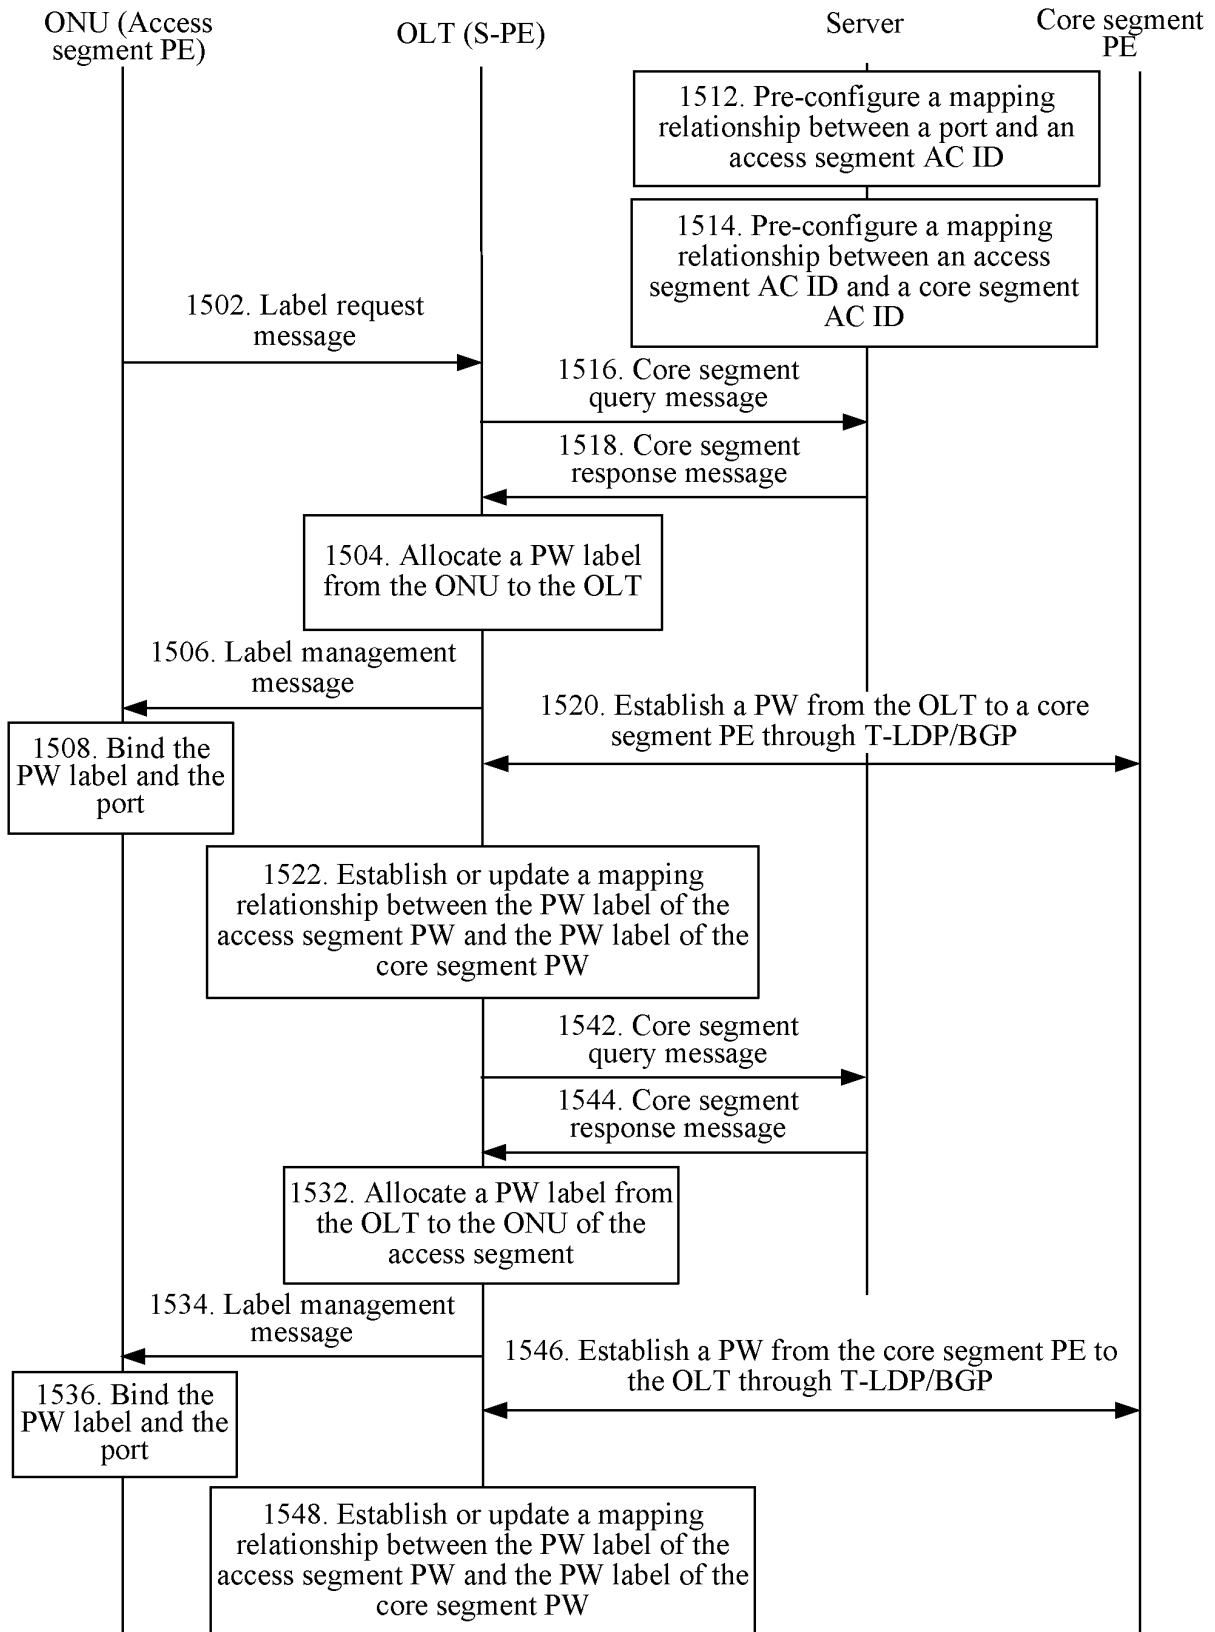 ONU (Access
segment PE)
OLT (S-PE)
Server
Core segment
PE
1512. Pre-configure a mapping
relationship between a port and an
access segment AC ID
1514. Pre-configure a mapping
relationship between an access
segment AC ID and a core segment
AC ID
1502. Label request
message
1516. Core segment
query message
1518. Core segment
response message
1504. Allocate a PW label
from the ONU to the OLT
1506. Label management
message
1520. Establish a PW from the OLT to a core
segment PE through T-LDP/BGP
1508. Bind the
PW label and the
port
1522. Establish or update a mapping
relationship between the PW label of the
access segment PW and the PW label of the
core segment PW
1542. Core segment
query message
1544. Core segment
response message
1532. Allocate a PW label from
the OLT to the ONU of the
access segment
1534. Label management
message
1546. Establish a PW from the core segment PE to
the OLT through T-LDP/BGP
1536. Bind the
PW label and the
port
1548. Establish or update a mapping
relationship between the PW label of the
access segment PW and the PW label of the
core segment PW